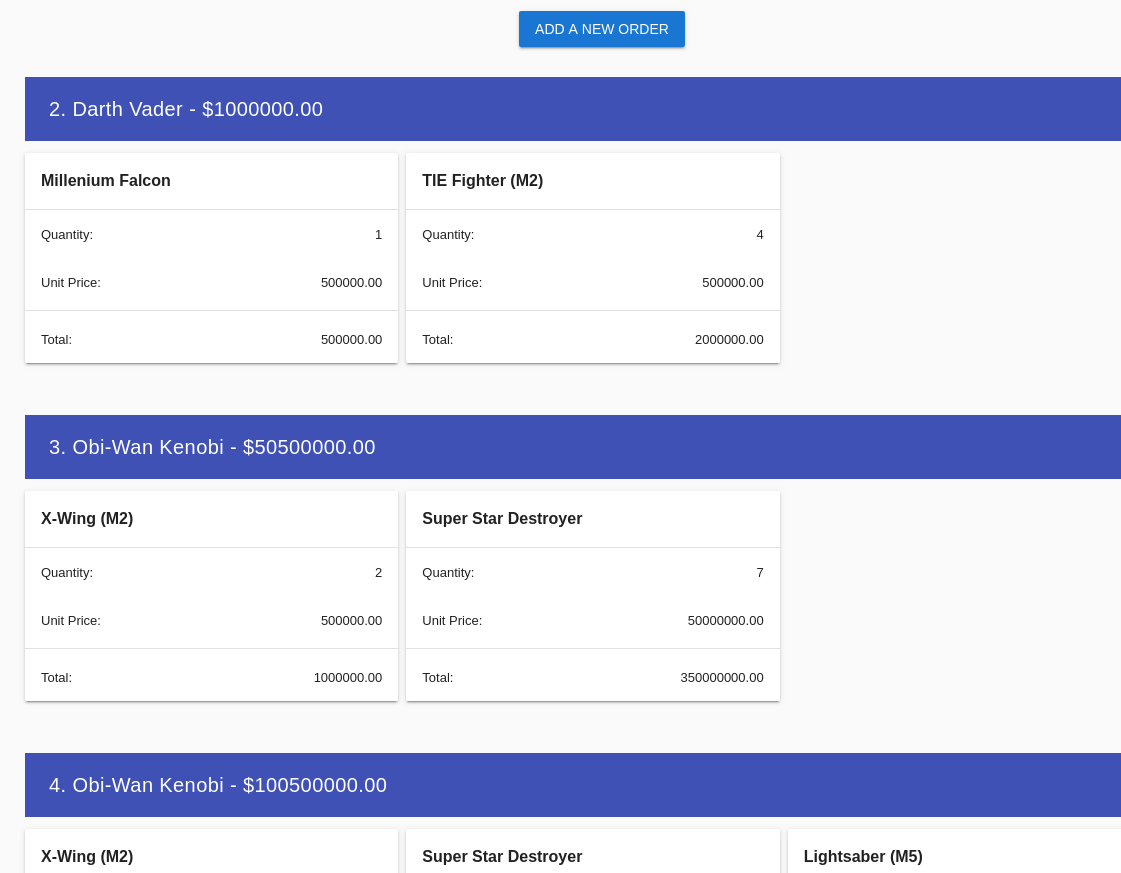 ADD A NEW ORDER
2. Darth Vader - $1000000.00
Millenium Falcon
Quantity: 1
Unit Price: 500000.00
Total: 500000.00
TIE Fighter (M2)
Quantity: 4
Unit Price: 500000.00
Total: 2000000.00
3. Obi-Wan Kenobi - $50500000.00
X-Wing (M2)
Quantity: 2
Unit Price: 500000.00
Total: 1000000.00
Super Star Destroyer
Quantity: 7
Unit Price: 50000000.00
Total: 350000000.00
4. Obi-Wan Kenobi - $100500000.00
X-Wing (M2)
Super Star Destroyer
Lightsaber (M5)